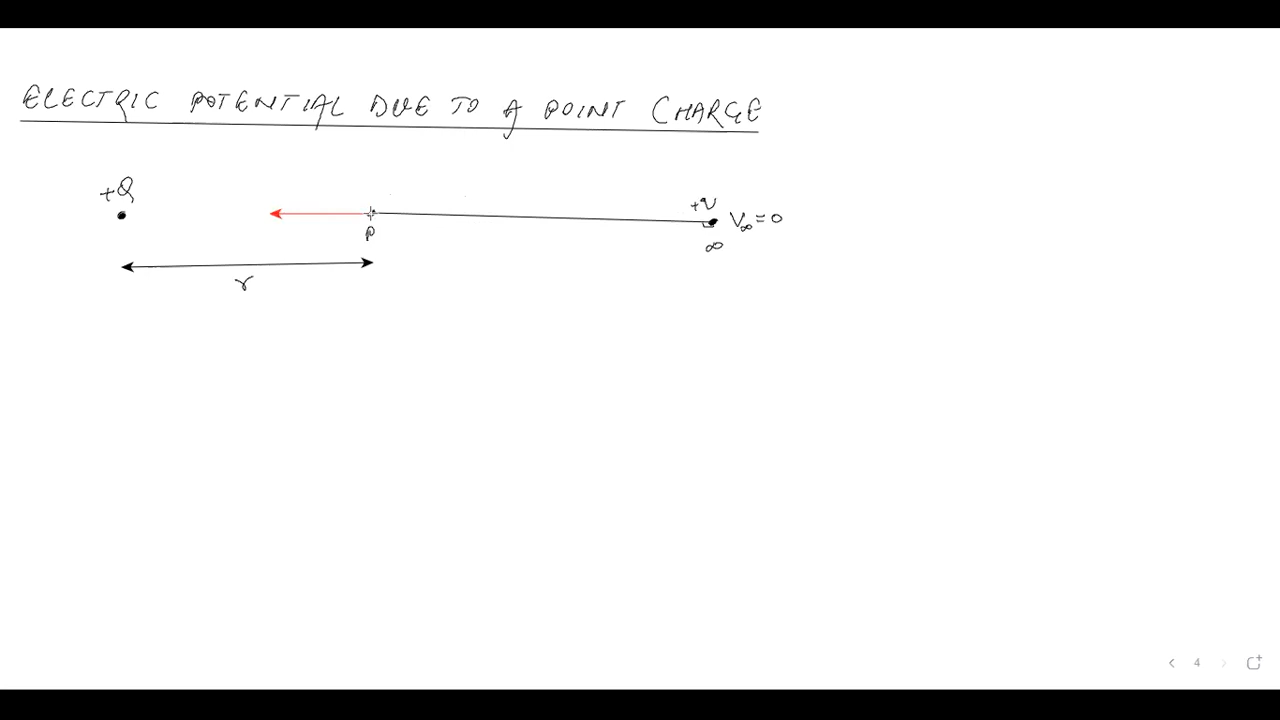 ELECTRIC POTENTIAL DUE TO A POINT CHARGE
+Q
+q V∞=0
P
∞
r
4